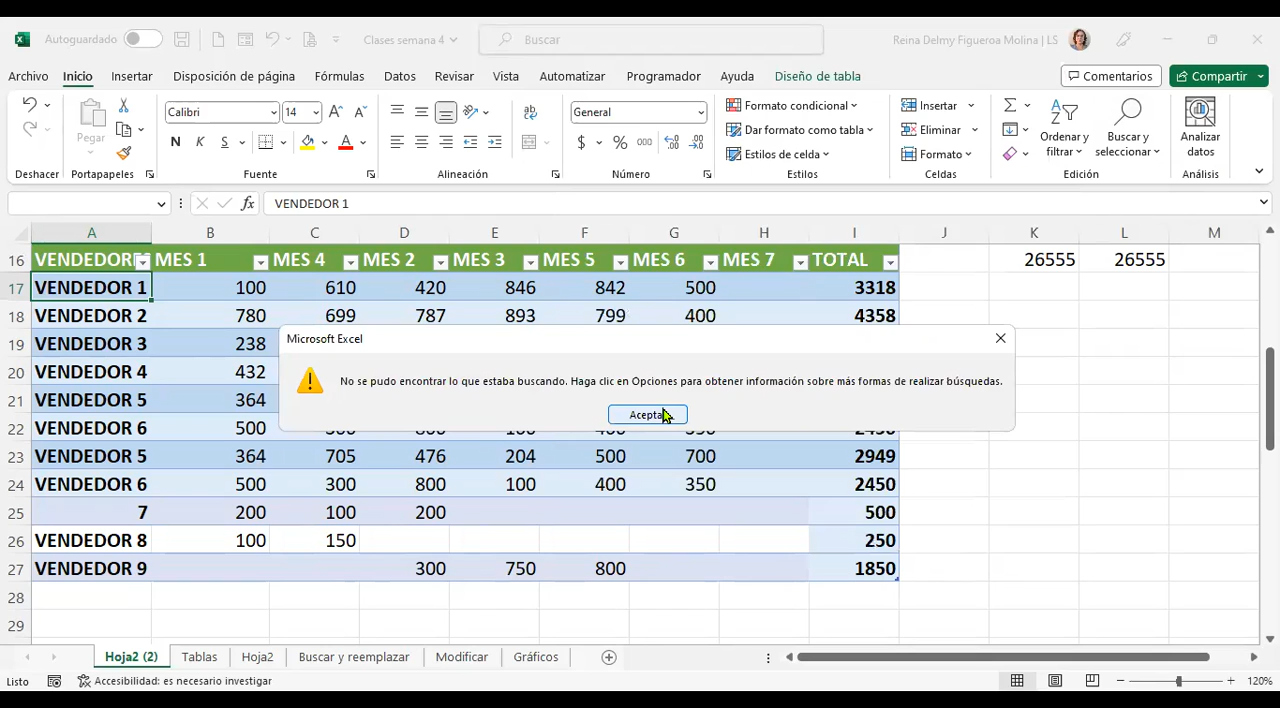 Autoguardado Clases semana 4 Buscar Reina Delmy Figueroa Molina | LS
Archivo Inicio Insertar Disposición de página Fórmulas Datos Revisar Vista Automatizar Programador Ayuda Diseño de tabla Comentarios Compartir
Pegar Calibri 14 General Formato condicional Insertar Ordenar y Buscar y Analizar
N K S $ % 000 Dar formato como tabla Eliminar filtrar seleccionar datos
Estilos de celda Formato
Deshacer Portapapeles Fuente Alineación Número Estilos Celdas Edición Análisis
fx VENDEDOR 1
A B C D E F G H I J K L M
16 VENDEDOR MES 1 MES 4 MES 2 MES 3 MES 5 MES 6 MES 7 TOTAL 26555 26555
17 VENDEDOR 1 100 610 420 846 842 500 3318
18 VENDEDOR 2 780 699 787 893 799 400 4358
19 VENDEDOR 3 238
20 VENDEDOR 4 432
21 VENDEDOR 5 364
22 VENDEDOR 6 500
Microsoft Excel
No se pudo encontrar lo que estaba buscando. Haga clic en Opciones para obtener información sobre más formas de realizar búsquedas.
23 VENDEDOR 5 364 705 476 204 500 700 2949
24 VENDEDOR 6 500 300 800 100 400 350 2450
25 7 200 100 200 500
26 VENDEDOR 8 100 150 250
27 VENDEDOR 9 300 750 800 1850
28
29
Hoja2 (2) Tablas Hoja2 Buscar y reemplazar Modificar Gráficos
Listo Accesibilidad: es necesario investigar 120%